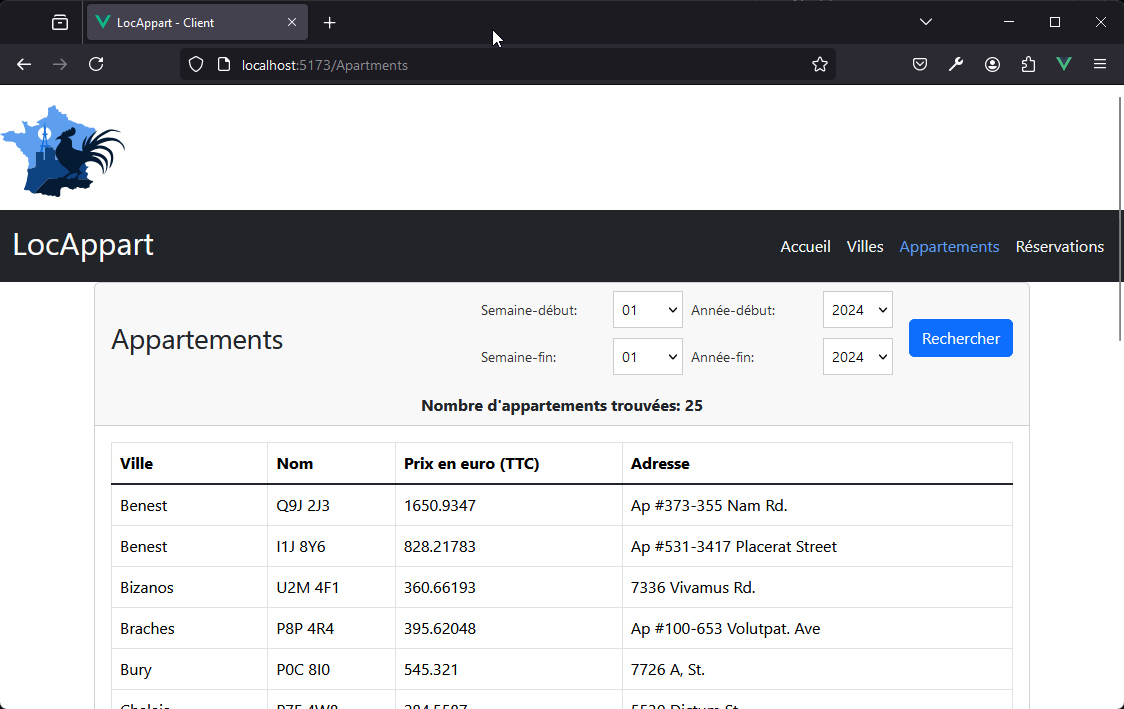 LocAppart - Client
localhost:5173/Apartments
LocAppart
Accueil Villes Appartements Réservations
Appartements
Semaine-début: 01 Année-début: 2024
Semaine-fin: 01 Année-fin: 2024
Rechercher
Nombre d'appartements trouvées: 25
Ville Nom Prix en euro (TTC) Adresse
Benest Q9J 2J3 1650.9347 Ap #373-355 Nam Rd.
Benest I1J 8Y6 828.21783 Ap #531-3417 Placerat Street
Bizanos U2M 4F1 360.66193 7336 Vivamus Rd.
Braches P8P 4R4 395.62048 Ap #100-653 Volutpat. Ave
Bury P0C 8I0 545.321 7726 A, St.